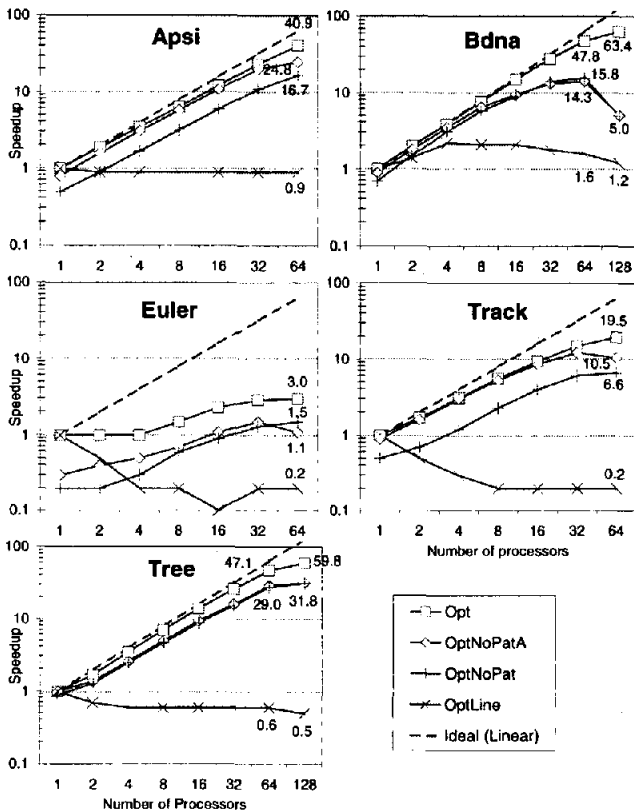 Apsi
Speedup
100
10
1
0.1
40.9
24.8
16.7
0.9
1 2 4 8 16 32 64
Bdna
100
10
1
0.1
63.4
47.8
15.8
14.3
5.0
1.6
1.2
1 2 4 8 16 32 64 128
Euler
Speedup
100
10
1
0.1
3.0
1.5
1.1
0.2
1 2 4 8 16 32 64
Track
100
10
1
0.1
19.5
10.5
6.6
0.2
1 2 4 8 16 32 64
Number of processors
Tree
Speedup
100
10
1
0.1
47.1
59.8
29.0
31.8
0.6
0.5
1 2 4 8 16 32 64 128
Number of Processors
Opt
OptNoPatA
OptNoPat
OptLine
Ideal (Linear)